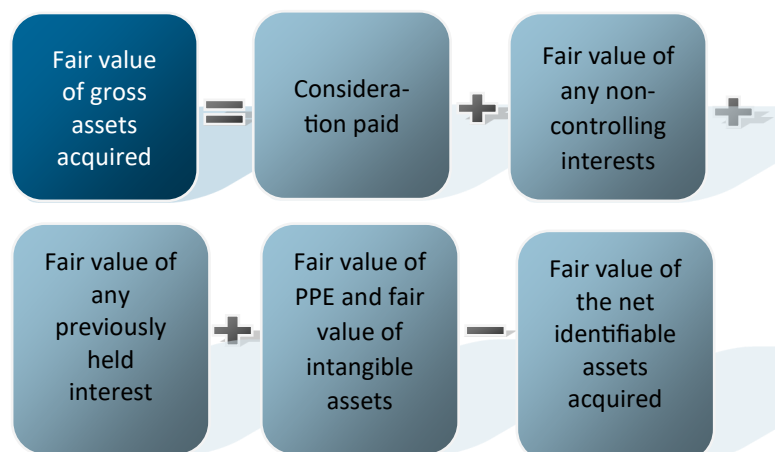 Fair value
of gross
assets
acquired
=
Considera-
tion paid
+
Fair value of
any non-
controlling
interests
+
Fair value of
any
previously
held
interest
+
Fair value of
PPE and fair
value of
intangible
assets
−
Fair value of
the net
identifiable
assets
acquired